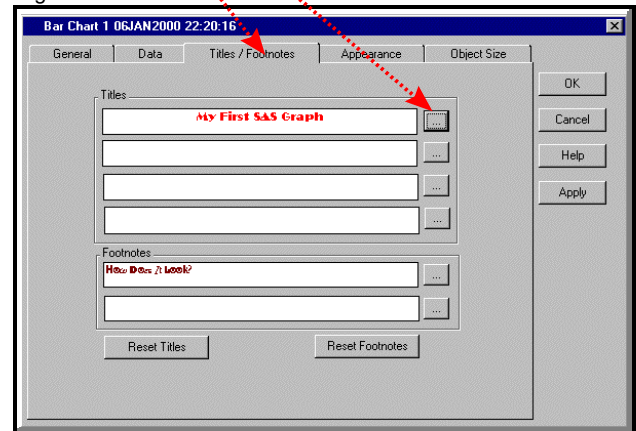 Bar Chart 1 06JAN2000 22:20:16
General Data Titles / Footnotes Appearance Object Size
OK
Titles
My First SAS Graph ...
Cancel
...
Help
...
Apply
...
Footnotes
How Does It Look? ...
...
Reset Titles Reset Footnotes